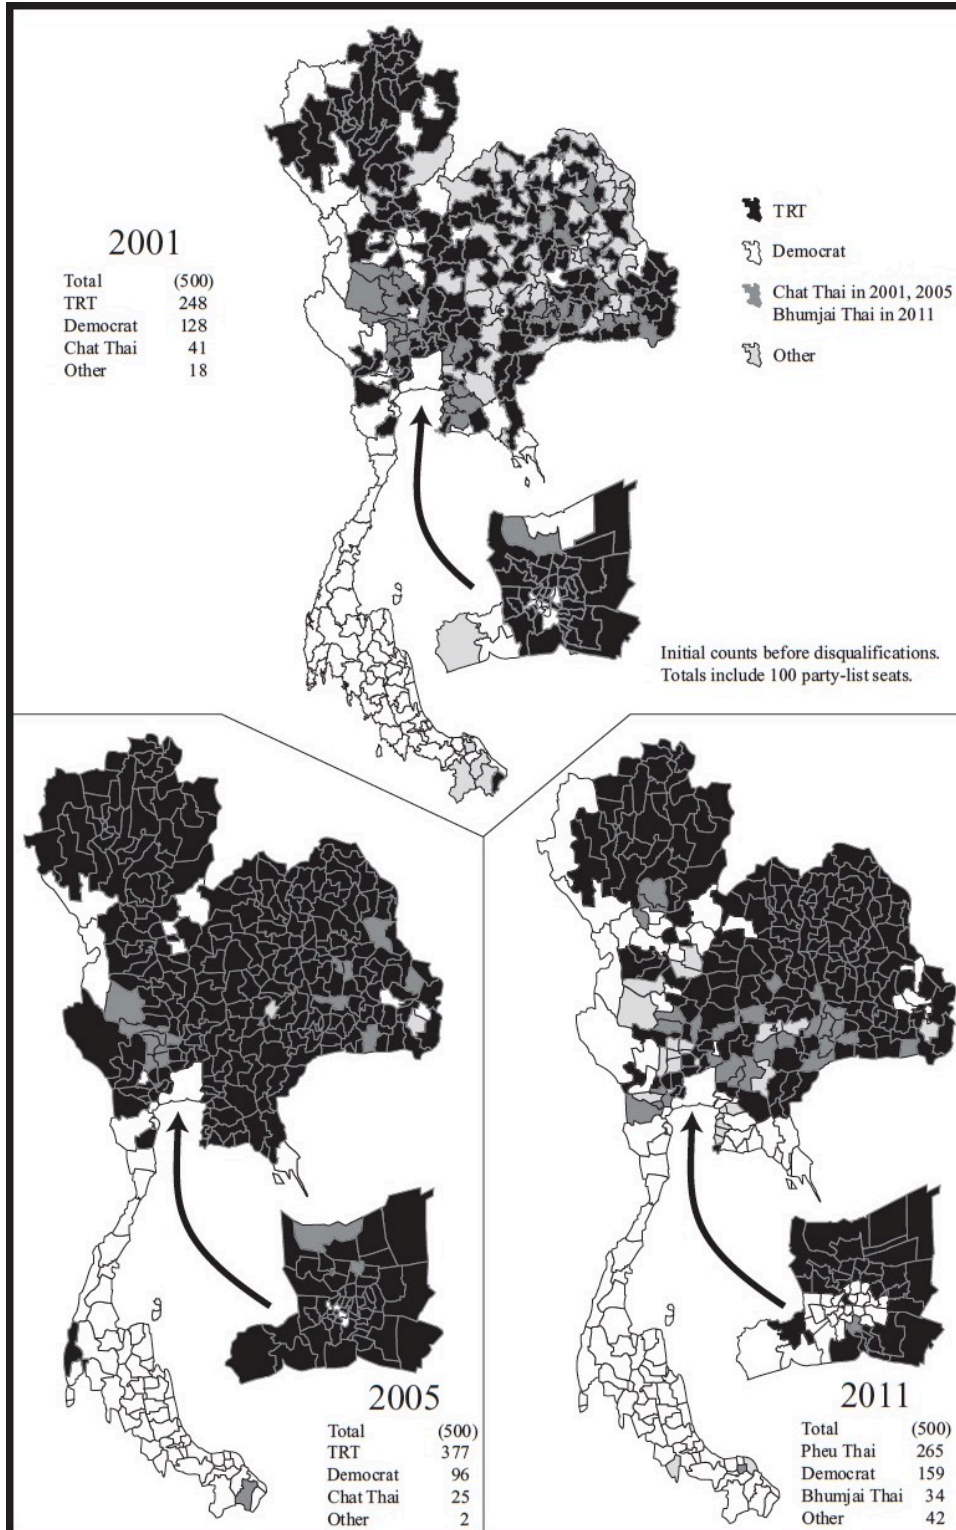 2001
Total (500)
TRT 248
Democrat 128
Chat Thai 41
Other 18
TRT
Democrat
Chat Thai in 2001, 2005
Bhumjai Thai in 2011
Other
Initial counts before disqualifications.
Totals include 100 party-list seats.
2005
Total (500)
TRT 377
Democrat 96
Chat Thai 25
Other 2
2011
Total (500)
Pheu Thai 265
Democrat 159
Bhumjai Thai 34
Other 42